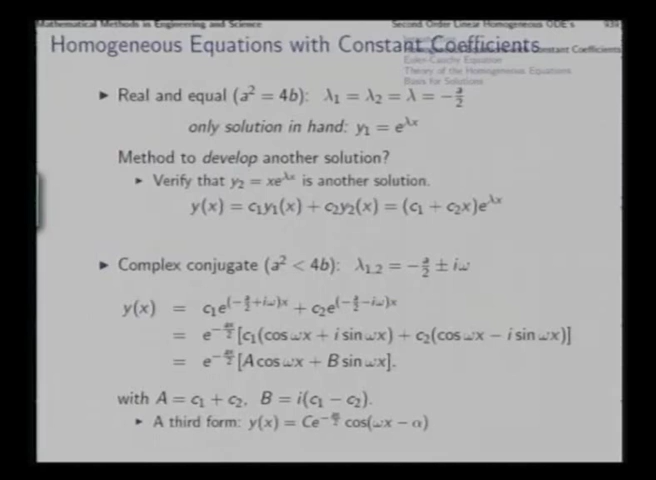 Mathematical Methods in Engineering and Science
Second Order Linear Homogeneous ODE's
Homogeneous Equations with Constant Coefficients
Constant Coefficients
Euler-Cauchy Equation
Theory of the Homogeneous Equations
Basis for Solutions
▸ Real and equal (a² = 4b): λ₁ = λ₂ = λ = −a/2
only solution in hand: y₁ = e^{λx}
Method to develop another solution?
▸ Verify that y₂ = xe^{λx} is another solution.
y(x) = c₁y₁(x) + c₂y₂(x) = (c₁ + c₂x)e^{λx}
▸ Complex conjugate (a² < 4b): λ₁,₂ = −a/2 ± iω
y(x) = c₁e^{(−a/2+iω)x} + c₂e^{(−a/2−iω)x}
= e^{−ax/2}[c₁(cos ωx + i sin ωx) + c₂(cos ωx − i sin ωx)]
= e^{−ax/2}[A cos ωx + B sin ωx],
with A = c₁ + c₂, B = i(c₁ − c₂).
▸ A third form: y(x) = Ce^{−ax/2} cos(ωx − α)